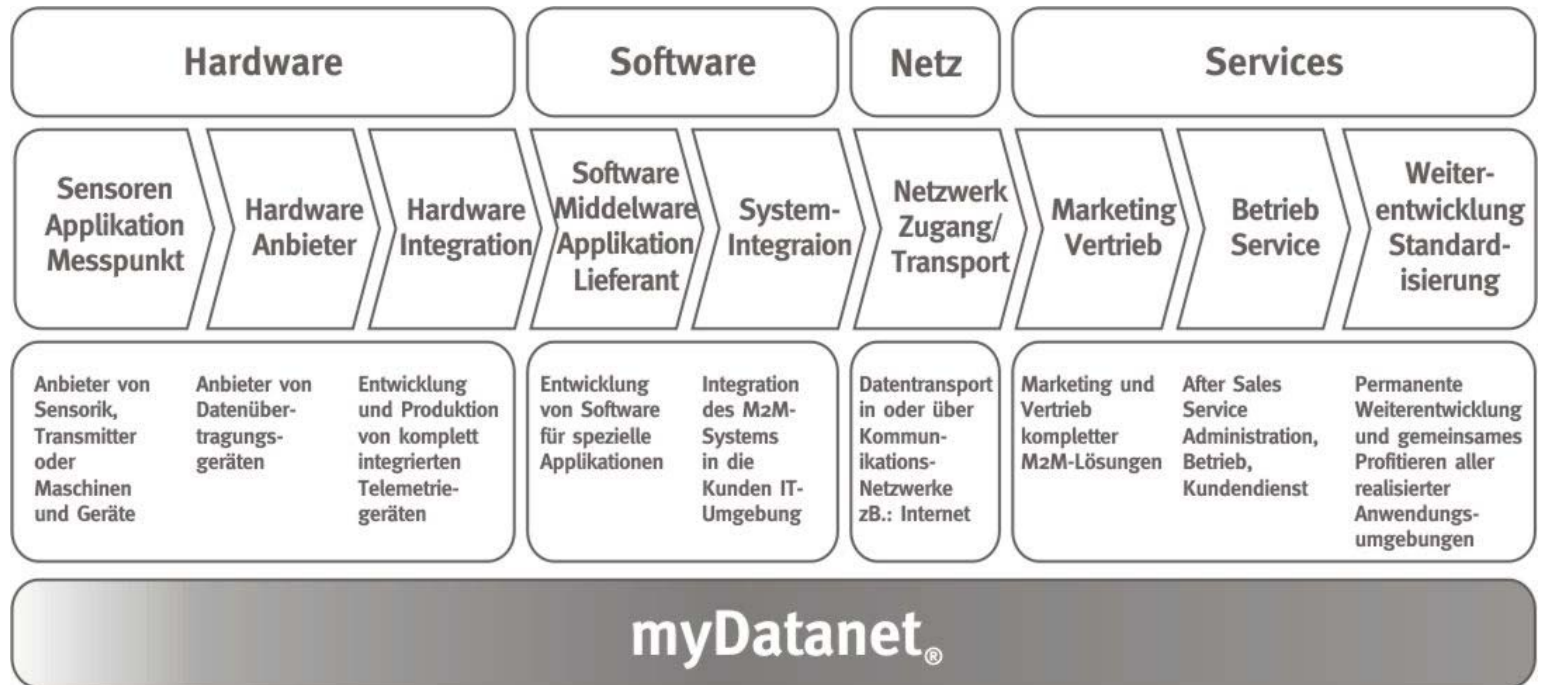 Hardware
Software
Netz
Services
Sensoren
Applikation
Messpunkt
Hardware
Anbieter
Hardware
Integration
Software
Middelware
Applikation
Lieferant
System-
Integraion
Netzwerk
Zugang/
Transport
Marketing
Vertrieb
Betrieb
Service
Weiter-
entwicklung
Standard-
isierung
Anbieter von
Sensorik,
Transmitter
oder
Maschinen
und Geräte
Anbieter von
Datenüber-
tragungs-
geräten
Entwicklung
und Produktion
von komplett
integrierten
Telemetrie-
geräten
Entwicklung
von Software
für spezielle
Applikationen
Integration
des M2M-
Systems
in die
Kunden IT-
Umgebung
Datentransport
in oder über
Kommun-
ikations-
Netzwerke
zB.: Internet
Marketing und
Vertrieb
kompletter
M2M-Lösungen
After Sales
Service
Administration,
Betrieb,
Kundendienst
Permanente
Weiterentwicklung
und gemeinsames
Profitieren aller
realisierter
Anwendungs-
umgebungen
myDatanet®